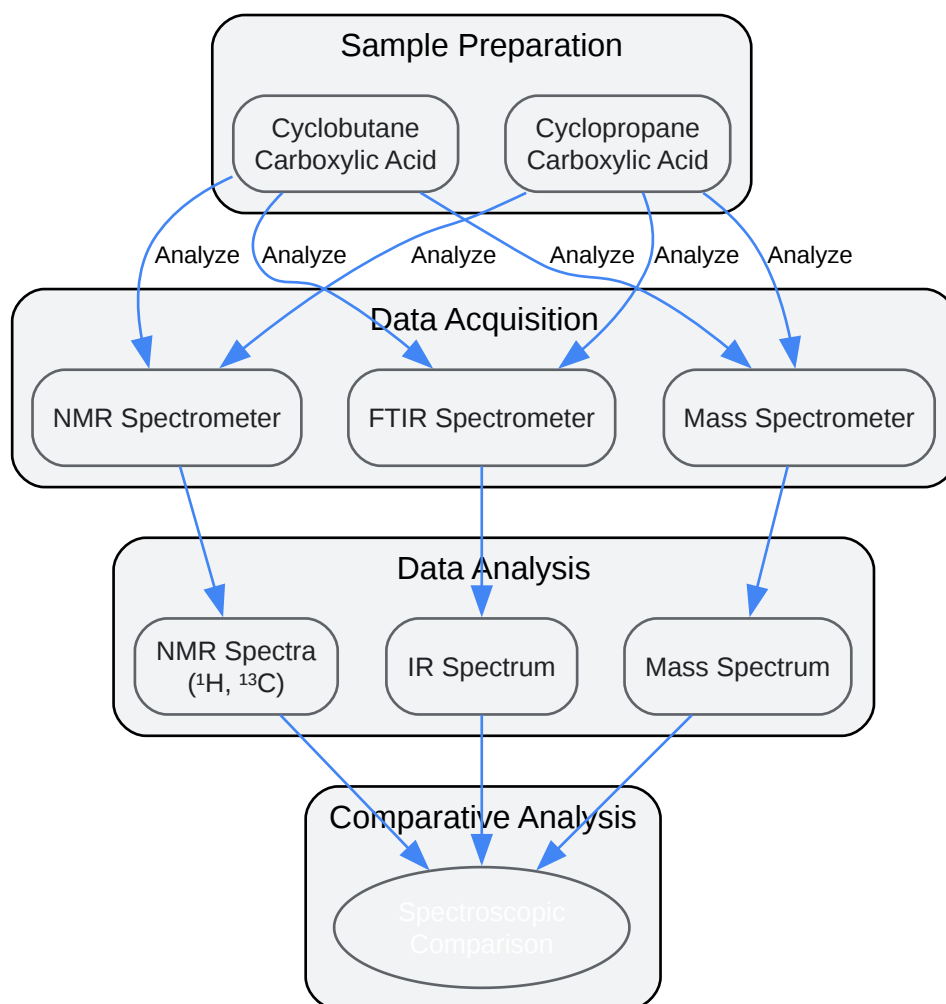 Sample Preparation
Cyclobutane
Carboxylic Acid
Cyclopropane
Carboxylic Acid
Analyze
Analyze
Analyze
Analyze
Analyze
Analyze
Data Acquisition
NMR Spectrometer
FTIR Spectrometer
Mass Spectrometer
Data Analysis
NMR Spectra
(¹H, ¹³C)
IR Spectrum
Mass Spectrum
Comparative Analysis
Spectroscopic
Comparison